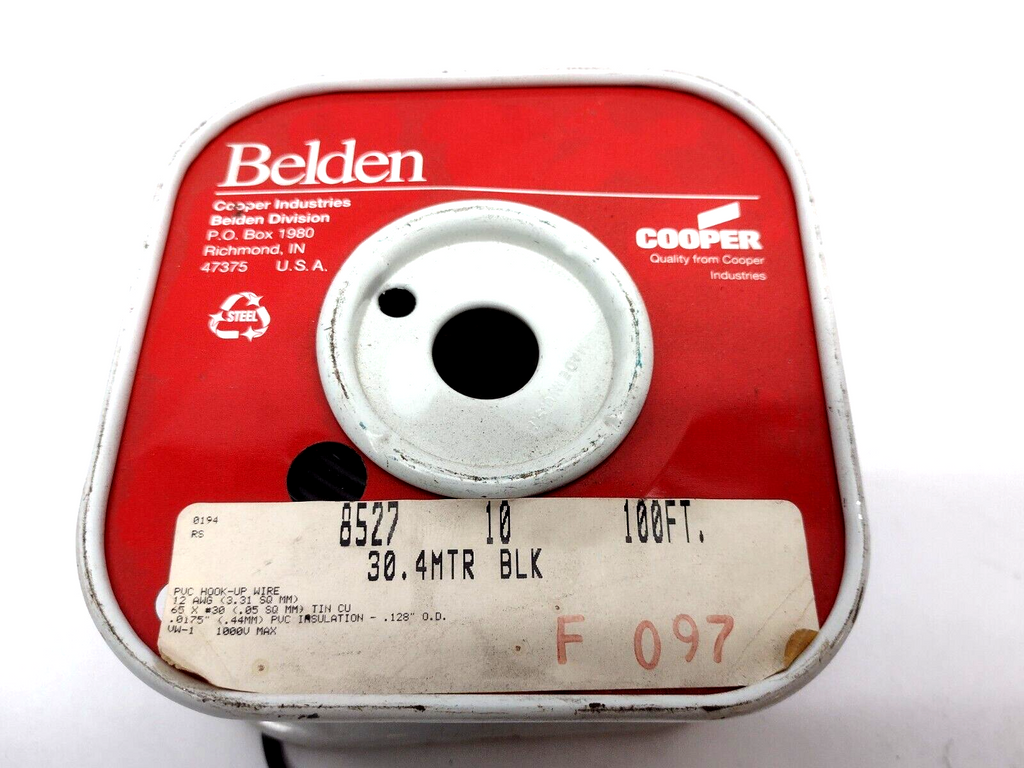 Belden
Cooper Industries
Belden Division
P.O. Box 1980
Richmond, IN
47375 U.S.A.
STEEL
COOPER
Quality from Cooper
Industries
0194
RS
8527 10 100FT.
30.4MTR BLK
PVC HOOK-UP WIRE
12 AWG (3.31 SQ MM)
65 X #30 (.05 SQ MM) TIN CU
.0175" (.44MM) PVC INSULATION - .128" O.D.
VW-1 1000V MAX
F 097